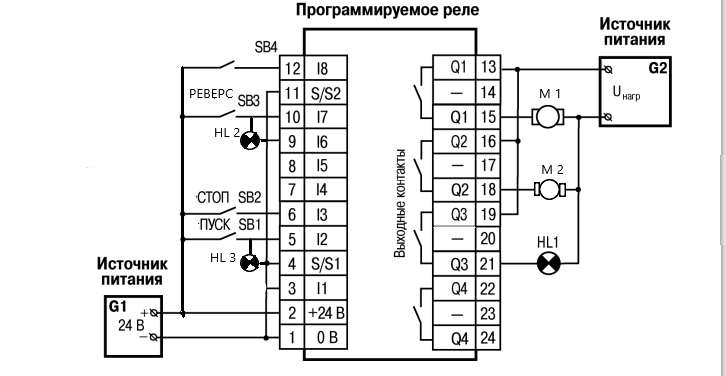 Программируемое реле
Источник
питания
G2
Uнагр
SB4
РЕВЕРС
SB3
HL 2
·СТОП
SB2
·ПУСК
SB1
HL 3
Источник
питания
G1
24 В
+
−
12 I8
11 S/S2
10 I7
9 I6
8 I5
7 I4
6 I3
5 I2
4 S/S1
3 I1
2 +24 В
1 0 В
Выходные контакты
Q1 13
— 14
Q1 15
Q2 16
— 17
Q2 18
Q3 19
— 20
Q3 21
Q4 22
— 23
Q4 24
M 1
M 2
HL1